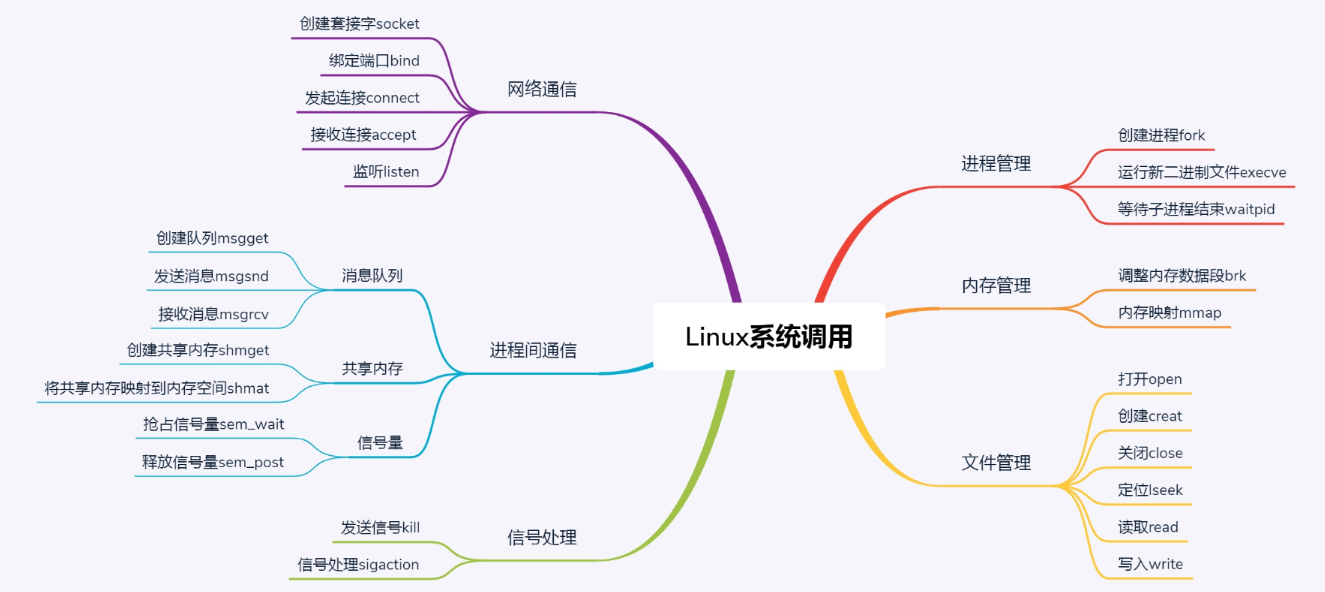 Linux系统调用
网络通信
创建套接字socket
绑定端口bind
发起连接connect
接收连接accept
监听listen
进程间通信
消息队列
创建队列msgget
发送消息msgsnd
接收消息msgrcv
共享内存
创建共享内存shmget
将共享内存映射到内存空间shmat
信号量
抢占信号量sem_wait
释放信号量sem_post
信号处理
发送信号kill
信号处理sigaction
进程管理
创建进程fork
运行新二进制文件execve
等待子进程结束waitpid
内存管理
调整内存数据段brk
内存映射mmap
文件管理
打开open
创建creat
关闭close
定位lseek
读取read
写入write